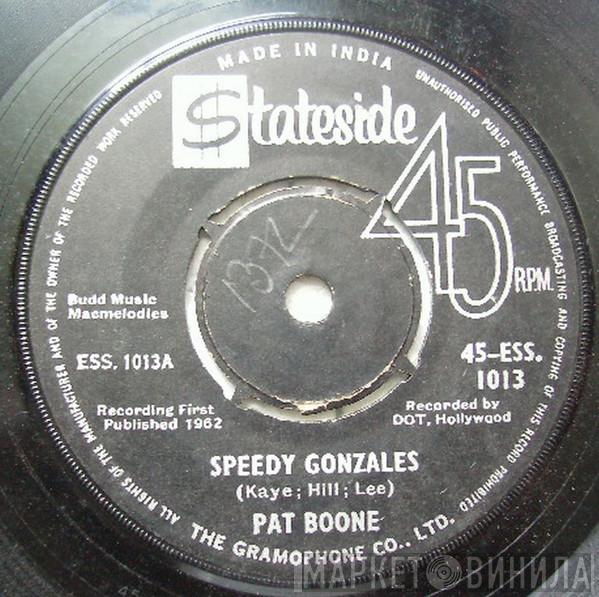 MADE IN INDIA
UNAUTHORISED PUBLIC PERFORMANCE BROADCASTING AND COPYING OF THIS RECORD PROHIBITED
ALL RIGHTS OF THE MANUFACTURER AND OF THE OWNER OF THE RECORDED WORK RESERVED
$tateside
45
R.P.M.
1372
Budd Music
Macmelodies
ESS. 1013A
45-ESS.
1013
Recording First
Published 1962
Recorded by
DOT, Hollywood
SPEEDY GONZALES
(Kaye; Hill; Lee)
PAT BOONE
THE GRAMOPHONE CO., LTD.
МАРКЕТ ВИНИЛА